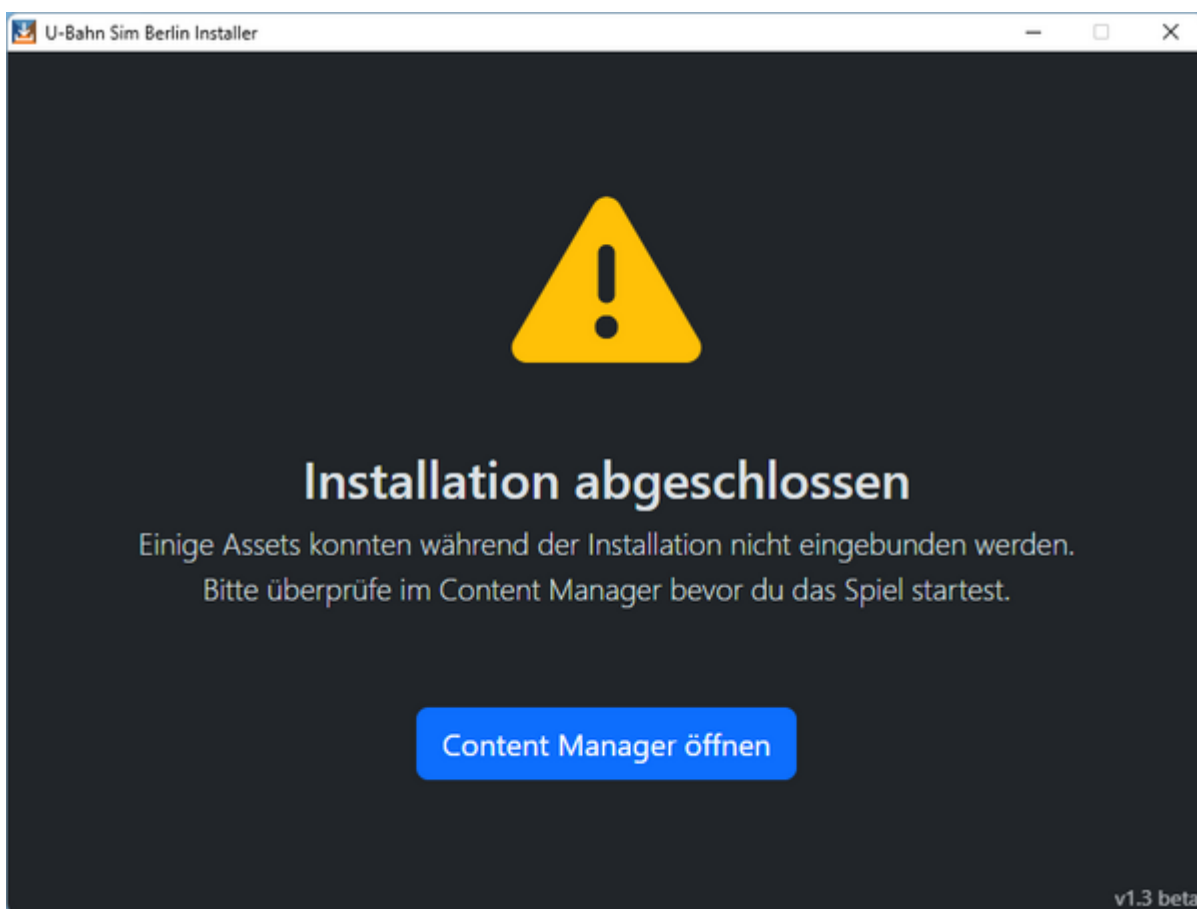 U-Bahn Sim Berlin Installer
Installation abgeschlossen
Einige Assets konnten während der Installation nicht eingebunden werden.
Bitte überprüfe im Content Manager bevor du das Spiel startest.
Content Manager öffnen
v1.3 beta